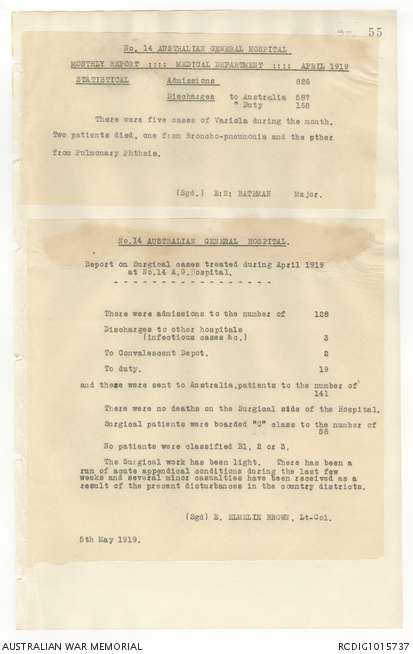 55
No. 14 AUSTRALIAN GENERAL HOSPITAL
MONTHLY REPORT :::: MEDICAL DEPARTMENT :::: APRIL 1919
STATISTICAL Admissions 826
Discharges to Australia 587
" Duty 168
There were five cases of Variola during the month.
Two patients died, one from Broncho-pneumonia and the pther
from Pulmonary Phthsis.
(Sgd.) E:N: BATEMAN Major.
No.14 AUSTRALIAN GENERAL HOSPITAL.
Report on Surgical cases treated during April 1919
at No.14 A.G.Hospital.
- - - - - - - - - - - - - - - - -
There were admissions to the number of 128
Discharges to other hospitals
(infectious cases &c.) 3
To Convalescent Depot. 2
To duty. 19
and these were sent to Australia,patients to the number of
141
There were no deaths on the Surgical side of the Hospital.
Surgical patients were boarded "C" class to the number of
58
No patients were classified B1, 2 or 3.
The Surgical work has been light. There has been a
run of acute appendical conditions during the last few
weeks and several minor casualties have been received as a
result of the present disturbances in the country districts.
(Sgd) E. ELMSLIE BROWN, Lt-Col.
5th May 1919.
AUSTRALIAN WAR MEMORIAL RCDIG1015737